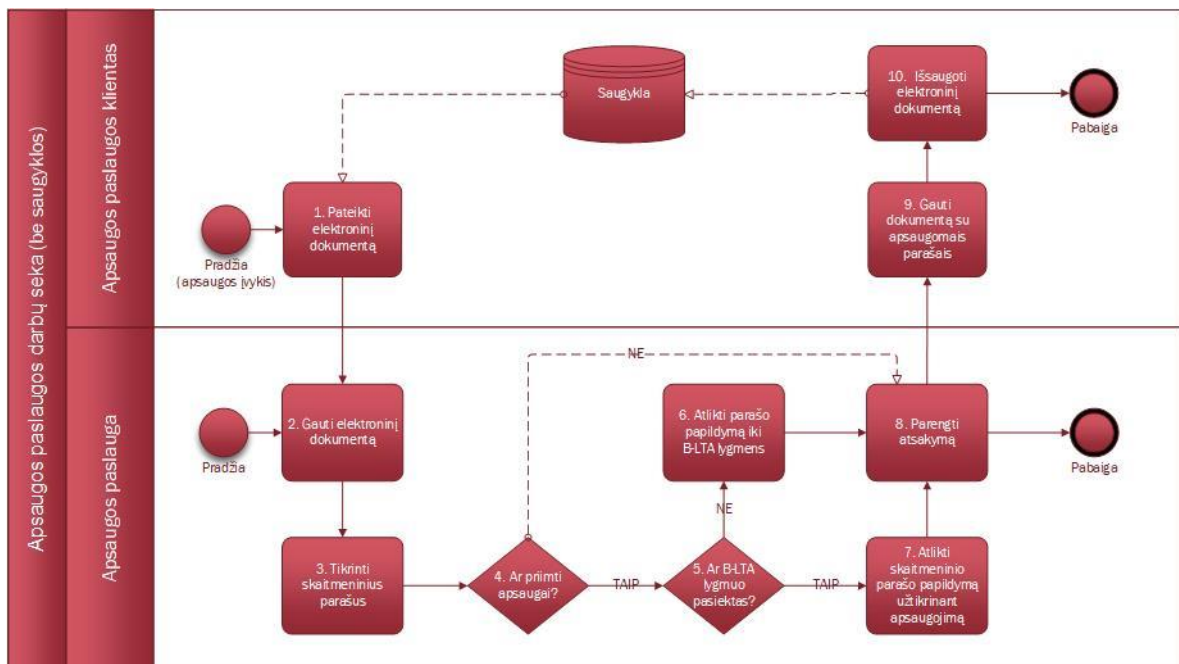 Apsaugos paslaugos darbų seka (be saugyklos)
Apsaugos paslaugos klientas
Saugykla
10. Išsaugoti
elektroninį
dokumentą
Pabaiga
Pradžia
(apsaugos įvykis)
1. Pateikti
elektroninį
dokumentą
9. Gauti
dokumentą su
apsaugomais
parašais
Apsaugos paslauga
NE
Pradžia
2. Gauti elektroninį
dokumentą
6. Atlikti parašo
papildymą iki
B-LTA lygmens
8. Parengti
atsakymą
Pabaiga
NE
3. Tikrinti
skaitmeninius
parašus
4. Ar priimti
apsaugai?
TAIP
5. Ar B-LTA
lygmuo
pasiektas?
TAIP
7. Atlikti
skaitmeninio
parašo papildymą
užtikrinant
apsaugojimą